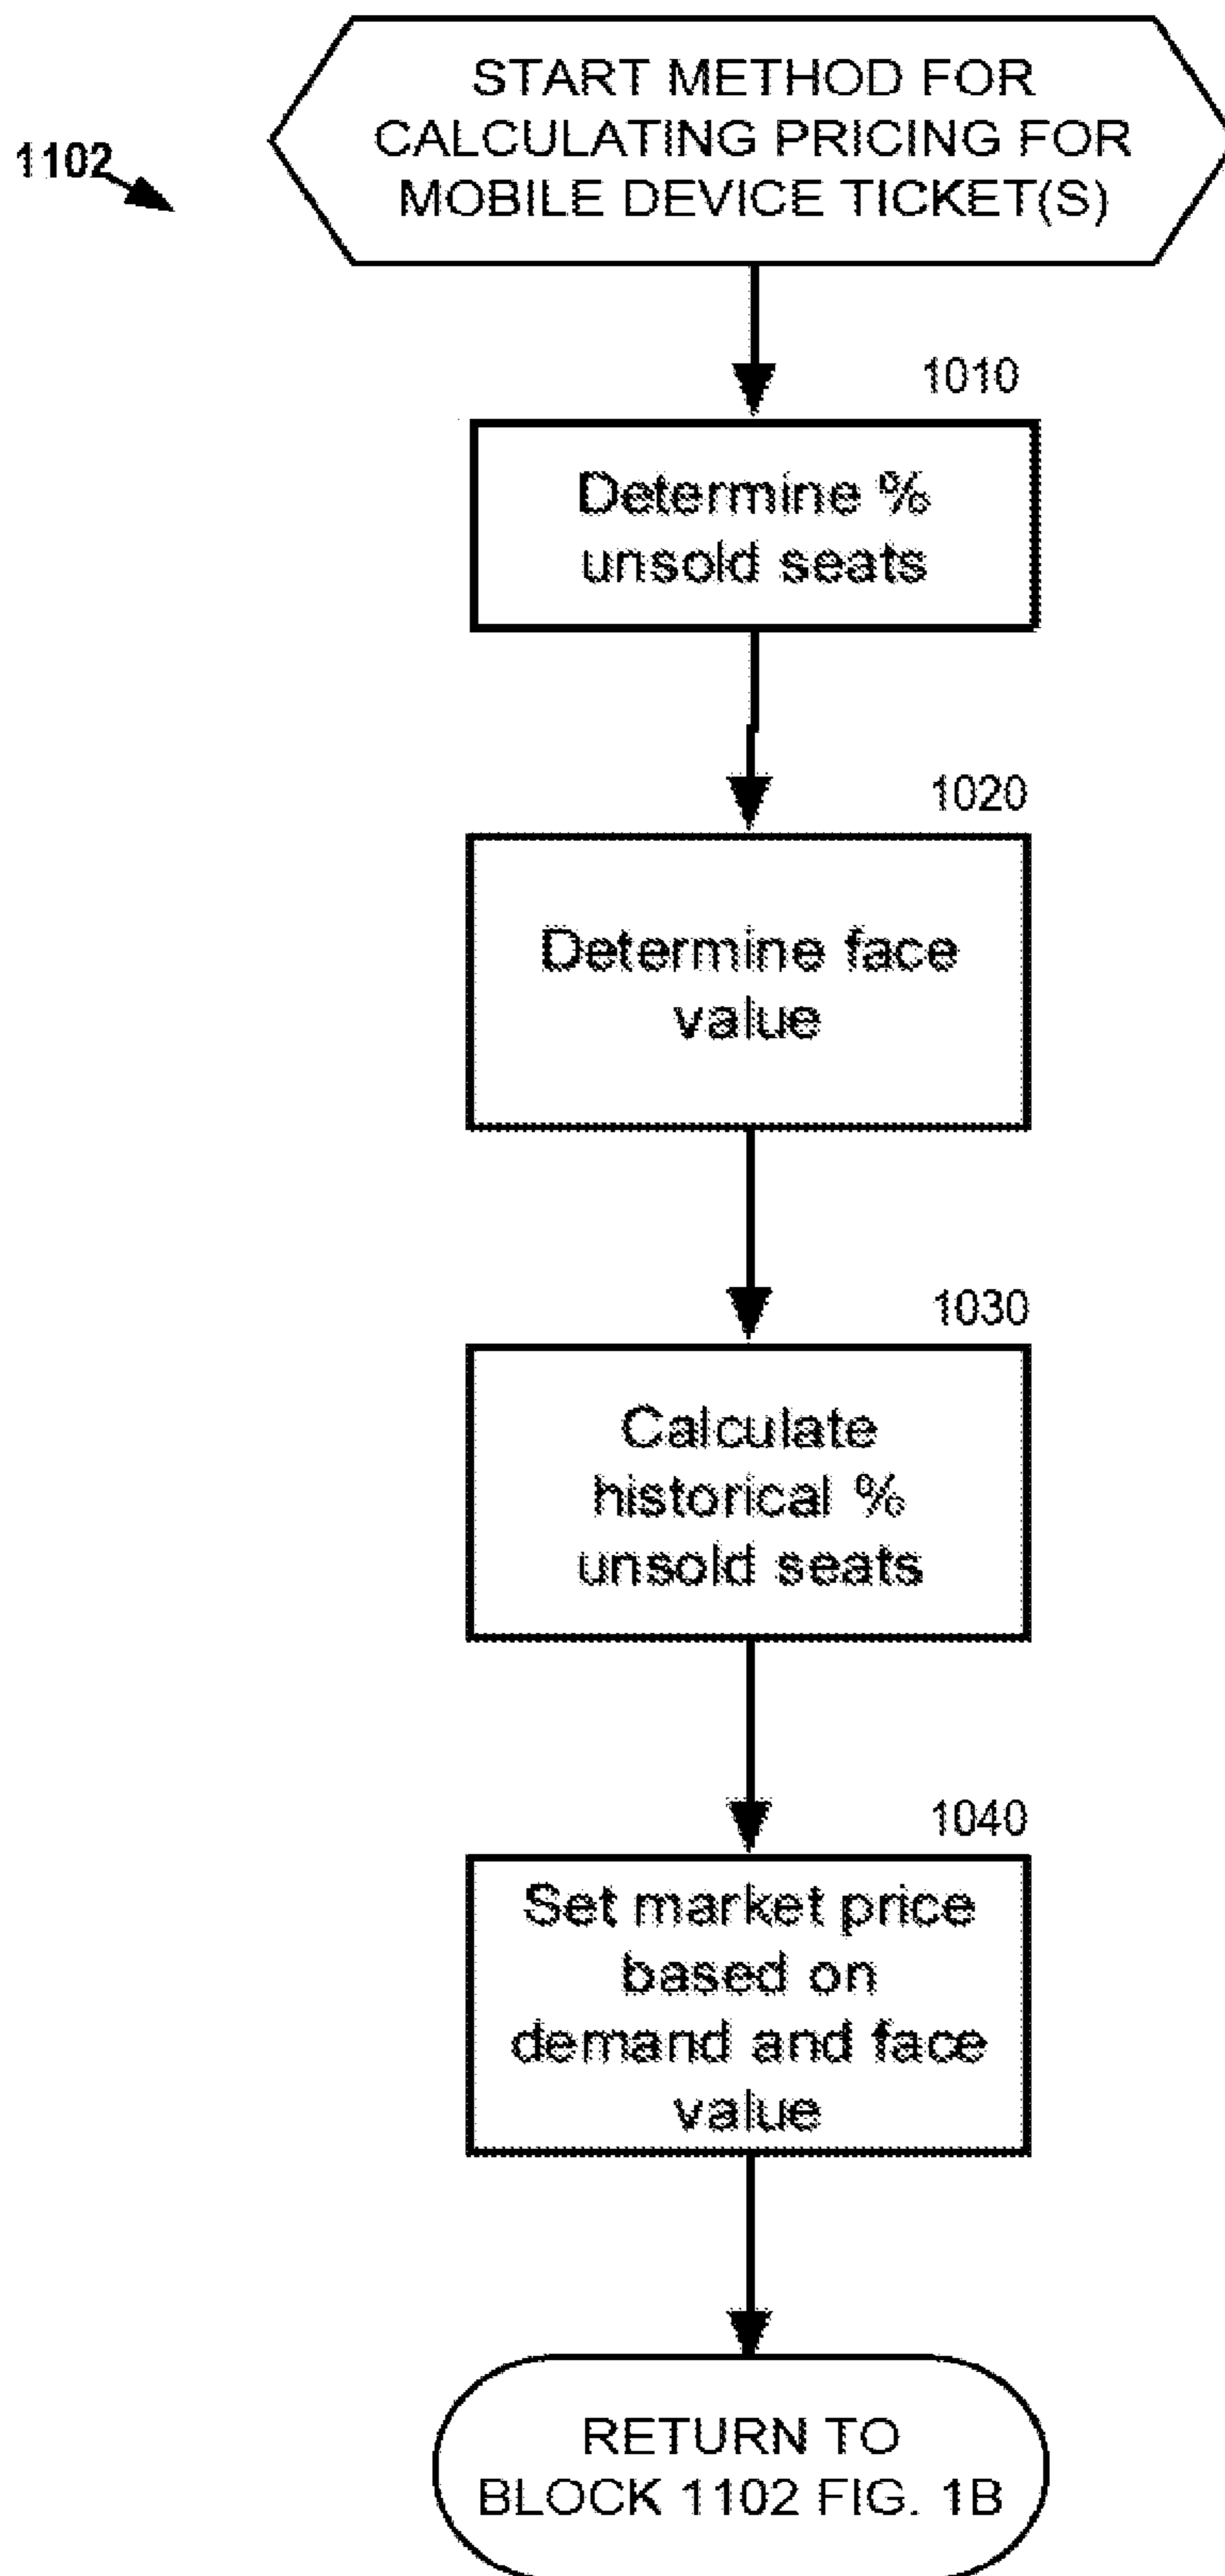 START METHOD FOR
CALCULATING PRICING FOR
MOBILE DEVICE TICKET(S)
1102
1010
Determine %
unsold seats
1020
Determine face
value
1030
Calculate
historical %
unsold seats
1040
Set market price
based on
demand and face
value
RETURN TO
BLOCK 1102 FIG. 1B